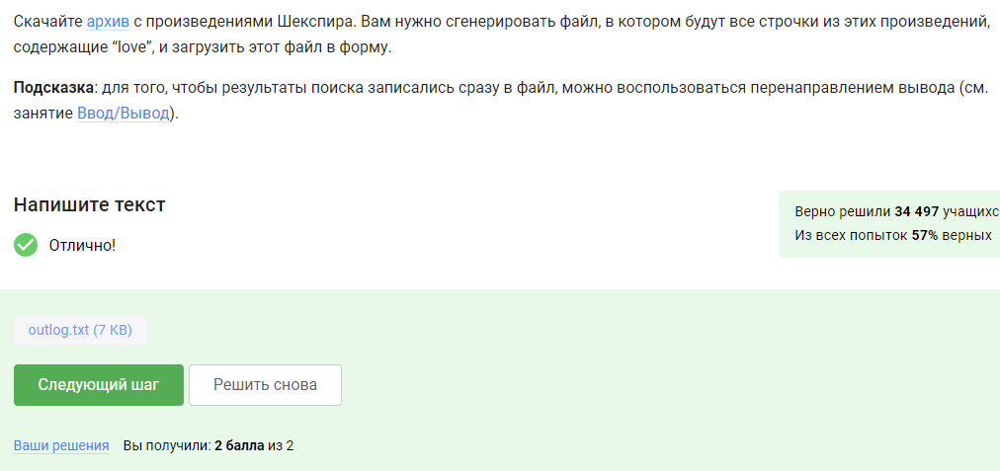 Скачайте архив с произведениями Шекспира. Вам нужно сгенерировать файл, в котором будут все строчки из этих произведений,
содержащие “love”, и загрузить этот файл в форму.
Подсказка: для того, чтобы результаты поиска записались сразу в файл, можно воспользоваться перенаправлением вывода (см.
занятие Ввод/Вывод).
Напишите текст
Верно решили 34 497 учащихс
Отлично!
Из всех попыток 57% верных
outlog.txt (7 KB)
Следующий шаг
Решить снова
Ваши решения Вы получили: 2 балла из 2